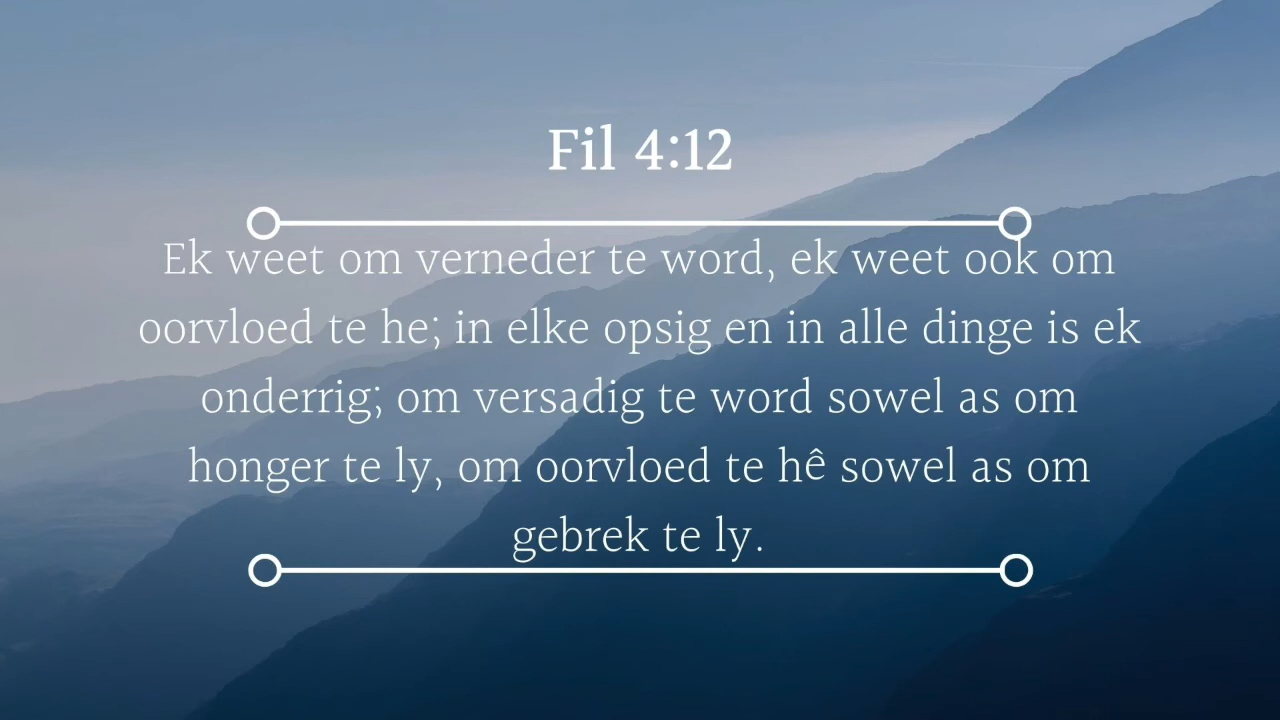 Fil 4:12
Ek weet om verneder te word, ek weet ook om
oorvloed te he; in elke opsig en in alle dinge is ek
onderrig; om versadig te word sowel as om
honger te ly, om oorvloed te hê sowel as om
gebrek te ly.